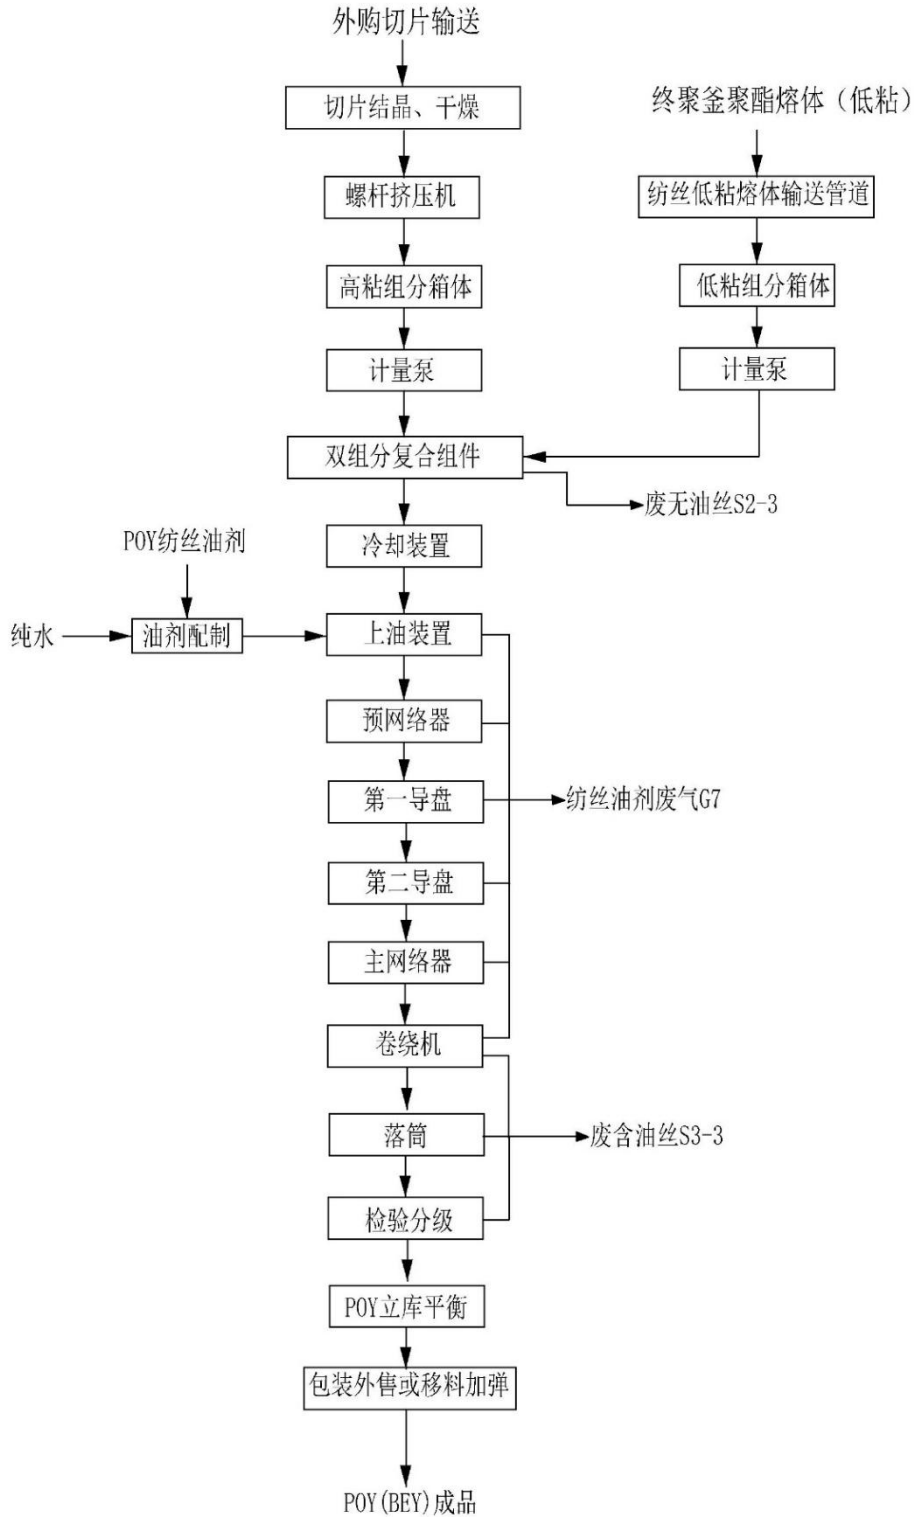 外购切片输送
切片结晶、干燥
终聚釜聚酯熔体（低粘）
螺杆挤压机
纺丝低粘熔体输送管道
高粘组分箱体
低粘组分箱体
计量泵
计量泵
双组分复合组件
废无油丝S2-3
POY纺丝油剂
冷却装置
纯水
油剂配制
上油装置
预网络器
第一导盘
纺丝油剂废气G7
第二导盘
主网络器
卷绕机
落筒
废含油丝S3-3
检验分级
POY立库平衡
包装外售或移料加弹
POY(BEY)成品